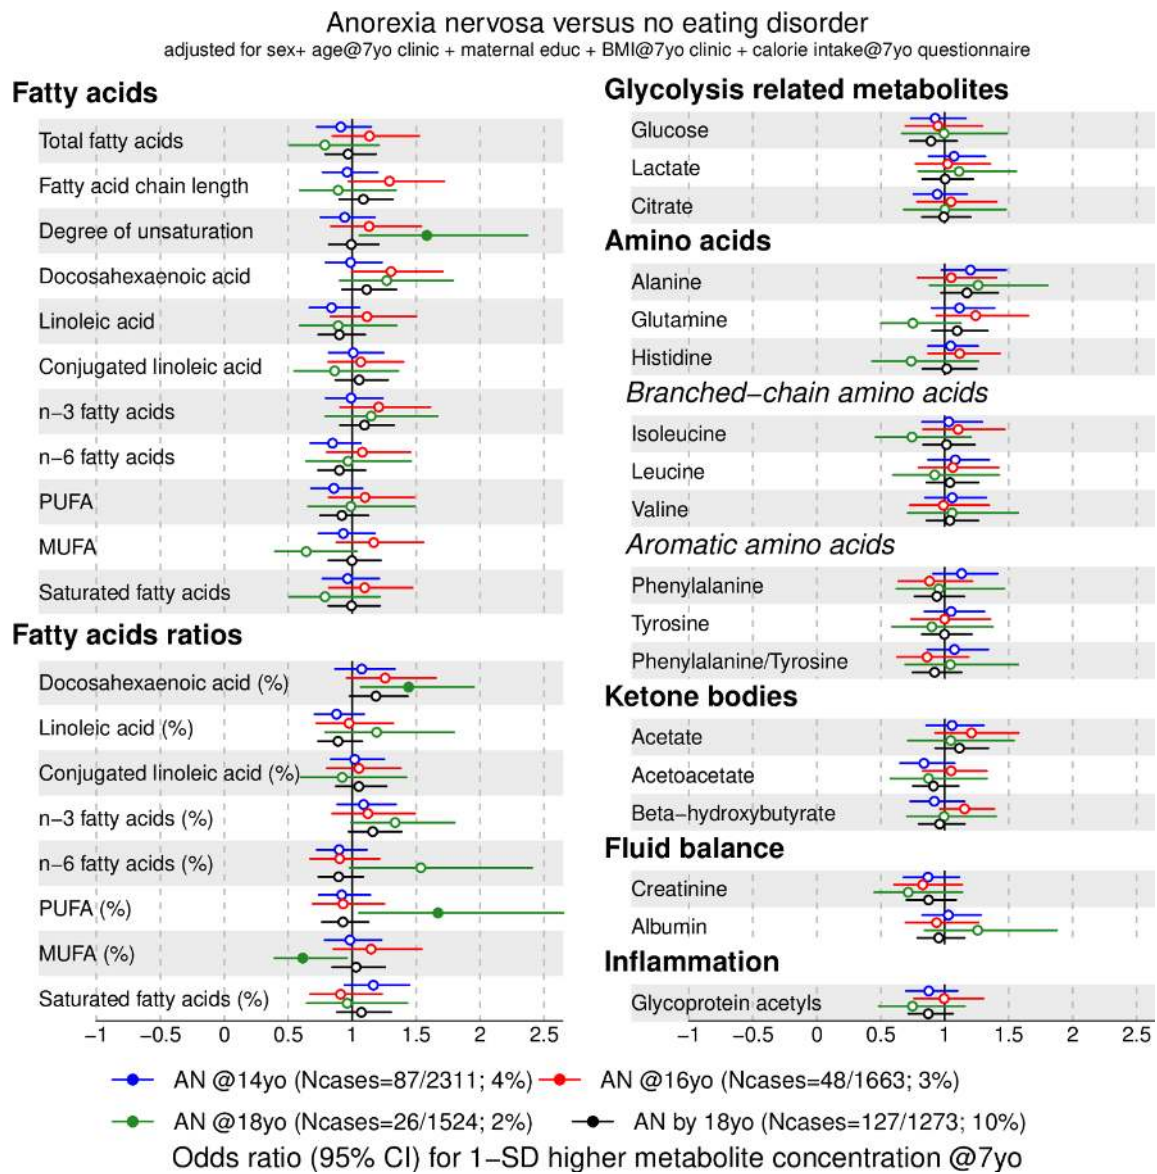 Anorexia nervosa versus no eating disorder
adjusted for sex+ age@7yo clinic + maternal educ + BMI@7yo clinic + calorie intake@7yo questionnaire
Fatty acids
Total fatty acids
Fatty acid chain length
Degree of unsaturation
Docosahexaenoic acid
Linoleic acid
Conjugated linoleic acid
n−3 fatty acids
n−6 fatty acids
PUFA
MUFA
Saturated fatty acids
Fatty acids ratios
Docosahexaenoic acid (%)
Linoleic acid (%)
Conjugated linoleic acid (%)
n−3 fatty acids (%)
n−6 fatty acids (%)
PUFA (%)
MUFA (%)
Saturated fatty acids (%)
−1 0 0.5 1 1.5 2 2.5
Glycolysis related metabolites
Glucose
Lactate
Citrate
Amino acids
Alanine
Glutamine
Histidine
Branched−chain amino acids
Isoleucine
Leucine
Valine
Aromatic amino acids
Phenylalanine
Tyrosine
Phenylalanine/Tyrosine
Ketone bodies
Acetate
Acetoacetate
Beta−hydroxybutyrate
Fluid balance
Creatinine
Albumin
Inflammation
Glycoprotein acetyls
−1 0 0.5 1 1.5 2 2.5
AN @14yo (Ncases=87/2311; 4%)
AN @16yo (Ncases=48/1663; 3%)
AN @18yo (Ncases=26/1524; 2%)
AN by 18yo (Ncases=127/1273; 10%)
Odds ratio (95% CI) for 1−SD higher metabolite concentration @7yo